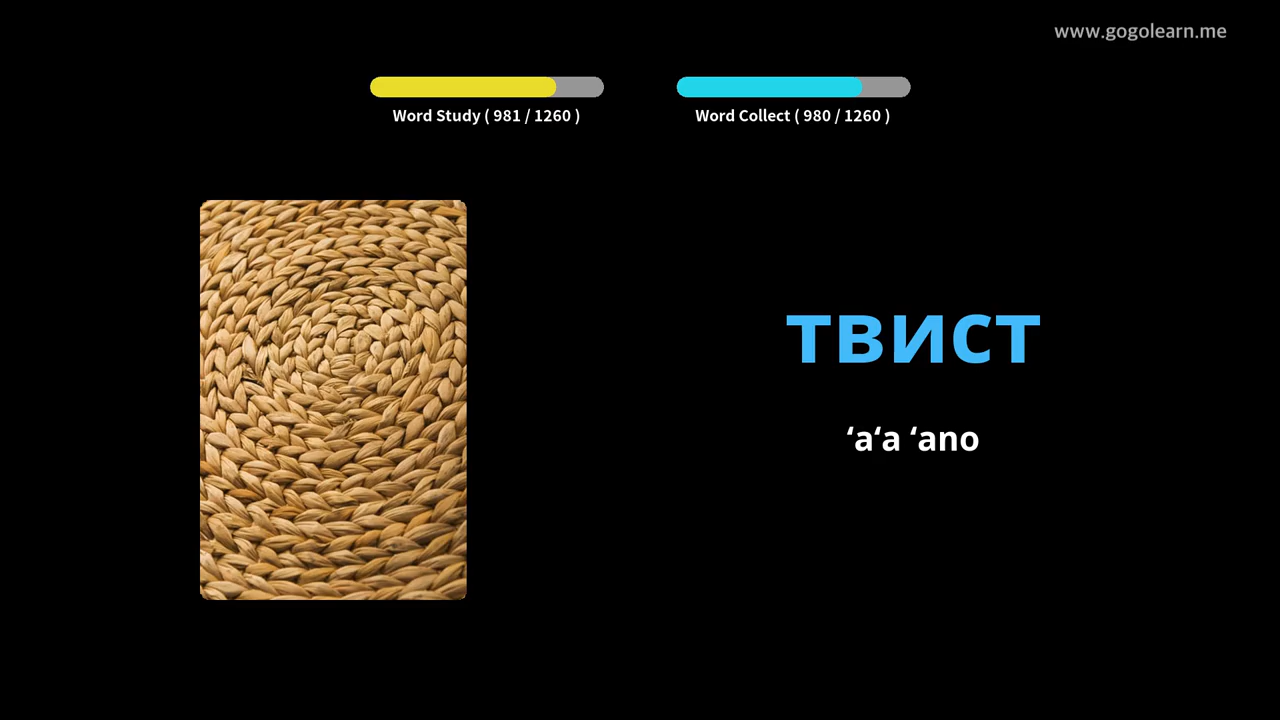 www.gogolearn.me
Word Study ( 981 / 1260 )
Word Collect ( 980 / 1260 )
твист
ʻaʻa ʻano